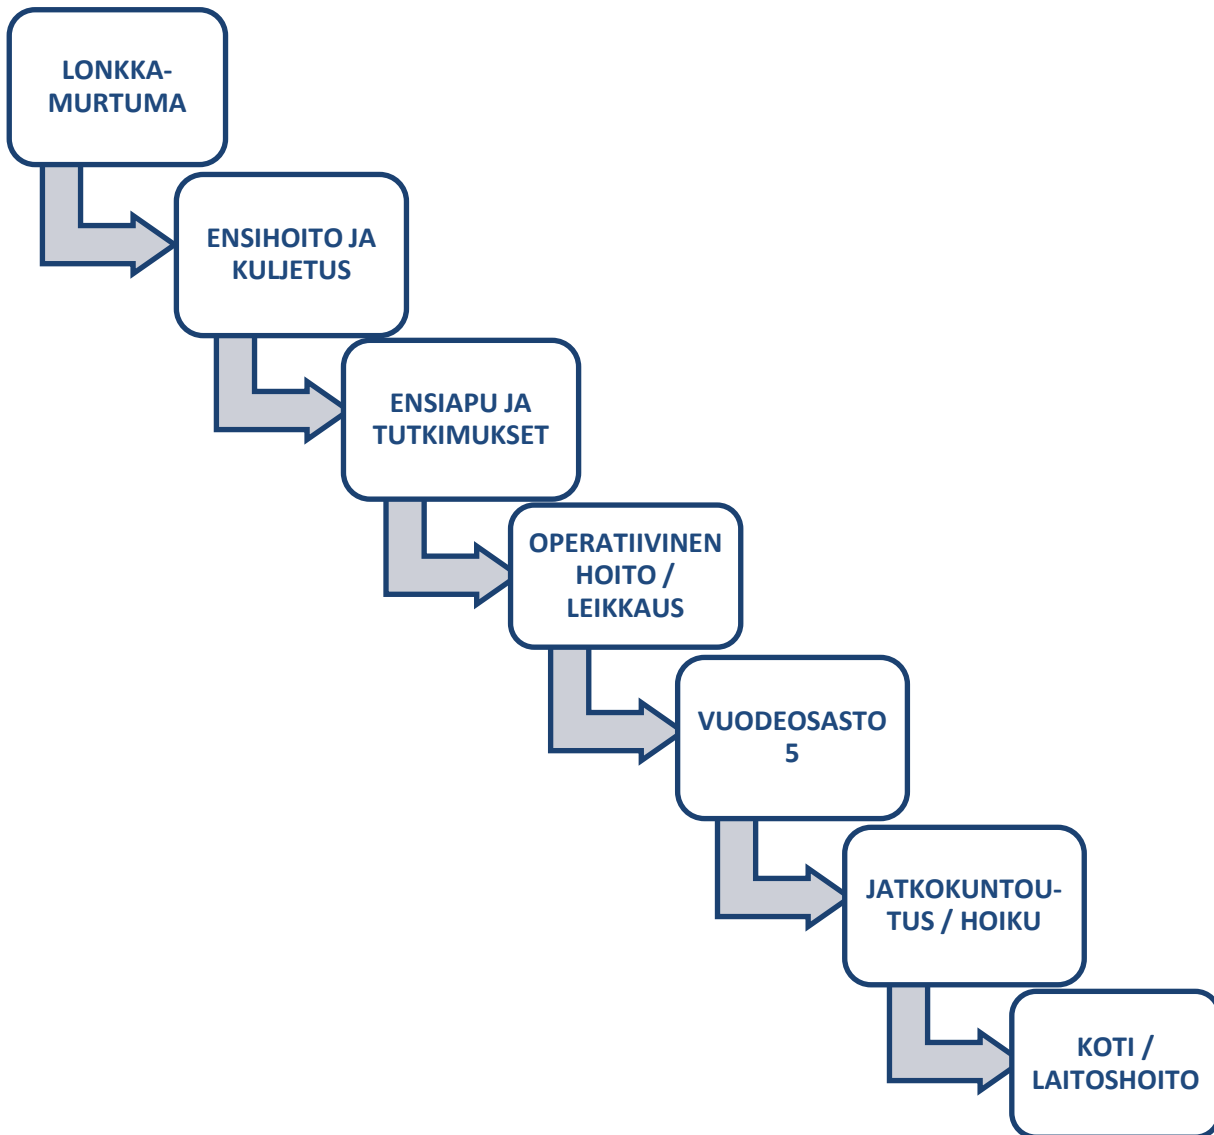 LONKKA-
MURTUMA
ENSIHOITO JA
KULJETUS
ENSIAPU JA
TUTKIMUKSET
OPERATIIVINEN
HOITO /
LEIKKAUS
VUODEOSASTO
5
JATKOKUNTOU-
TUS / HOIKU
KOTI /
LAITOSHOITO